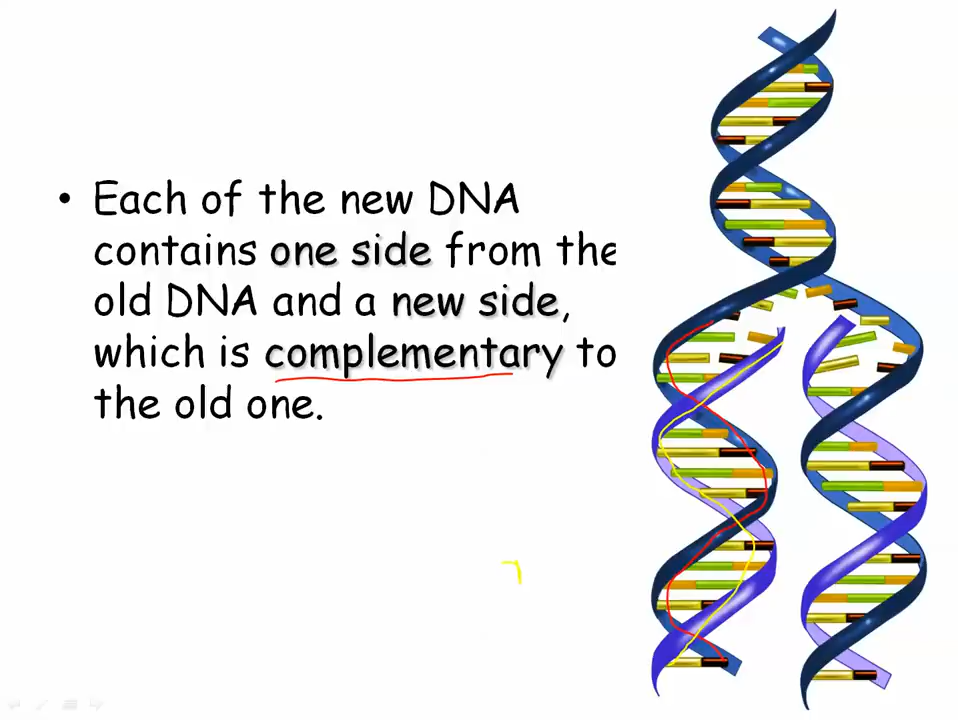 • Each of the new DNA
contains one side from the
old DNA and a new side,
which is complementary to
the old one.